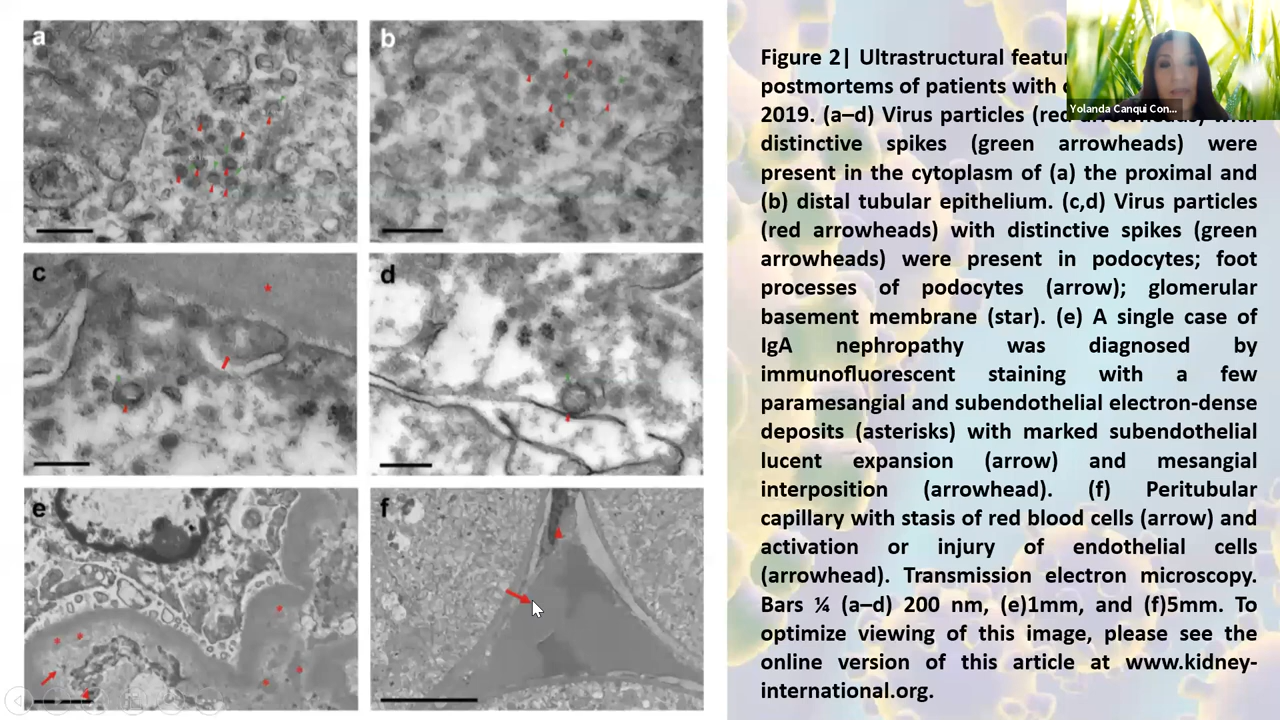 a
b
c
d
e
f
Figure 2| Ultrastructural
postmortems of patients with
2019. (a–d) Virus particles (red
distinctive spikes (green arrowheads) were
present in the cytoplasm of (a) the proximal and
(b) distal tubular epithelium. (c,d) Virus particles
(red arrowheads) with distinctive spikes (green
arrowheads) were present in podocytes; foot
processes of podocytes (arrow); glomerular
basement membrane (star). (e) A single case of
IgA nephropathy was diagnosed by
immunofluorescent staining with a few
paramesangial and subendothelial electron-dense
deposits (asterisks) with marked subendothelial
lucent expansion (arrow) and mesangial
interposition (arrowhead). (f) Peritubular
capillary with stasis of red blood cells (arrow) and
activation or injury of endothelial cells
(arrowhead). Transmission electron microscopy.
Bars ¼ (a–d) 200 nm, (e)1mm, and (f)5mm. To
optimize viewing of this image, please see the
online version of this article at www.kidney-
international.org.
Yolanda Canqui Con...